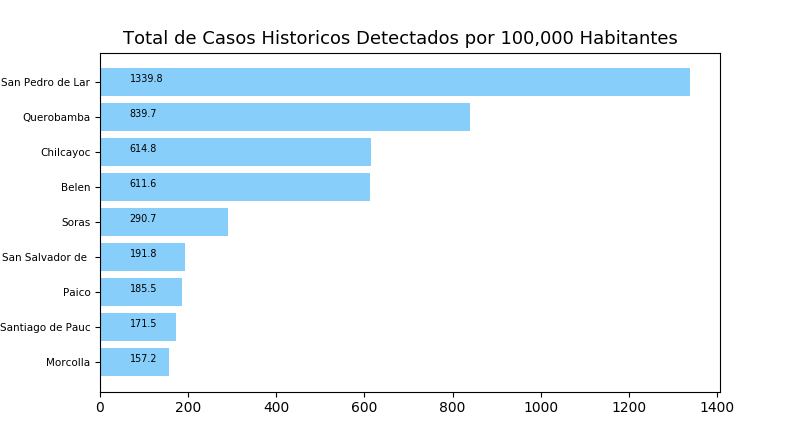 Total de Casos Historicos Detectados por 100,000 Habitantes
San Pedro de Lar 1339.8
Querobamba 839.7
Chilcayoc 614.8
Belen 611.6
Soras 290.7
San Salvador de 191.8
Paico 185.5
Santiago de Pauc 171.5
Morcolla 157.2
0 200 400 600 800 1000 1200 1400